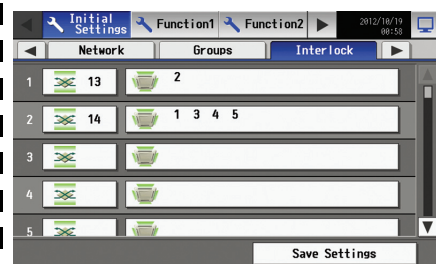 Initial Settings Function1 Function2 2012/10/19 00:58
Network Groups Interlock
1 13 2
2 14 1 3 4 5
3
4
5
Save Settings